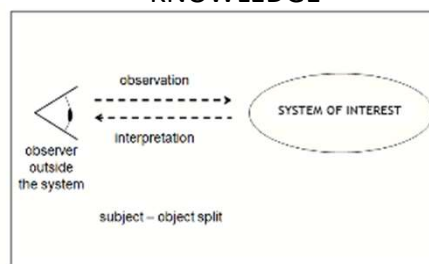 KNOWLEDGE
observation
SYSTEM OF INTEREST
interpretation
observer
outside
the system
subject – object split